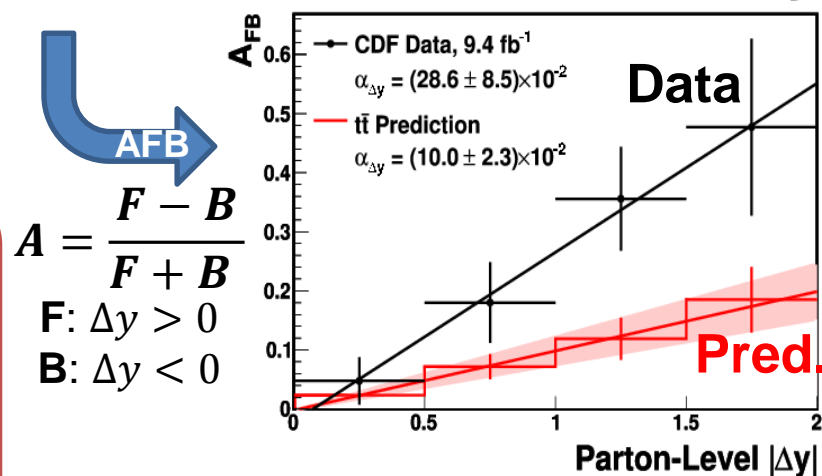 AFB
A = F − B / F + B
F: Δy > 0
B: Δy < 0
A_FB
CDF Data, 9.4 fb⁻¹
α_Δy = (28.6 ± 8.5)×10⁻²
tt̄ Prediction
α_Δy = (10.0 ± 2.3)×10⁻²
Data
Pred.
0.6
0.5
0.4
0.3
0.2
0.1
0
0 0.5 1 1.5 2
Parton-Level |Δy|